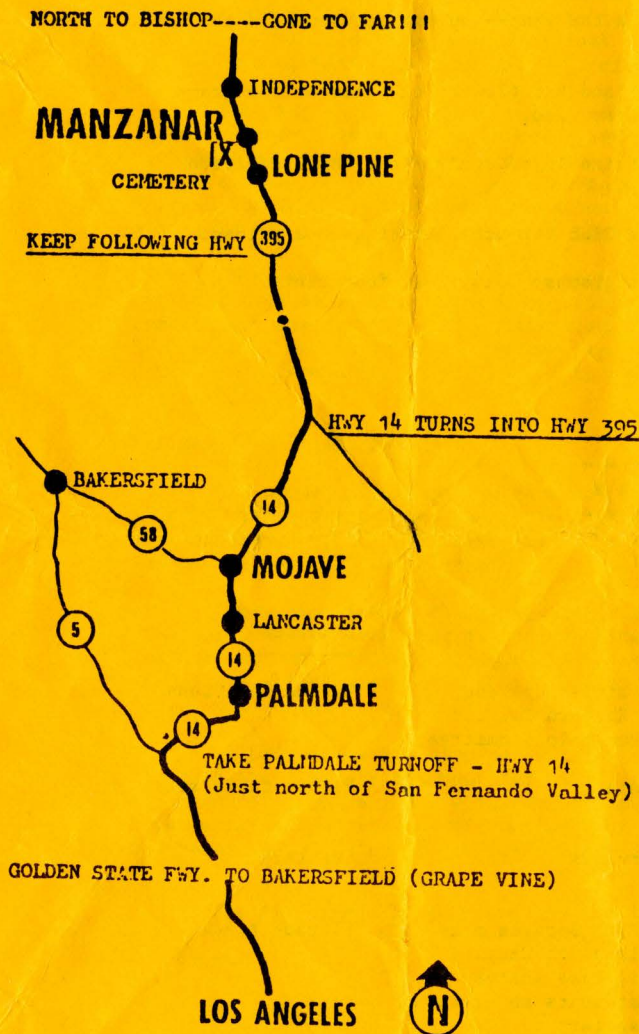 NORTH TO BISHOP----GONE TO FAR!!!
INDEPENDENCE
MANZANAR
X
CEMETERY
LONE PINE
KEEP FOLLOWING HWY
395
HWY 14 TURNS INTO HWY 395
BAKERSFIELD
14
58
MOJAVE
5
LANCASTER
14
PALMDALE
14
TAKE PALMDALE TURNOFF - HWY 14
(Just north of San Fernando Valley)
GOLDEN STATE FWY. TO BAKERSFIELD (GRAPE VINE)
LOS ANGELES
N